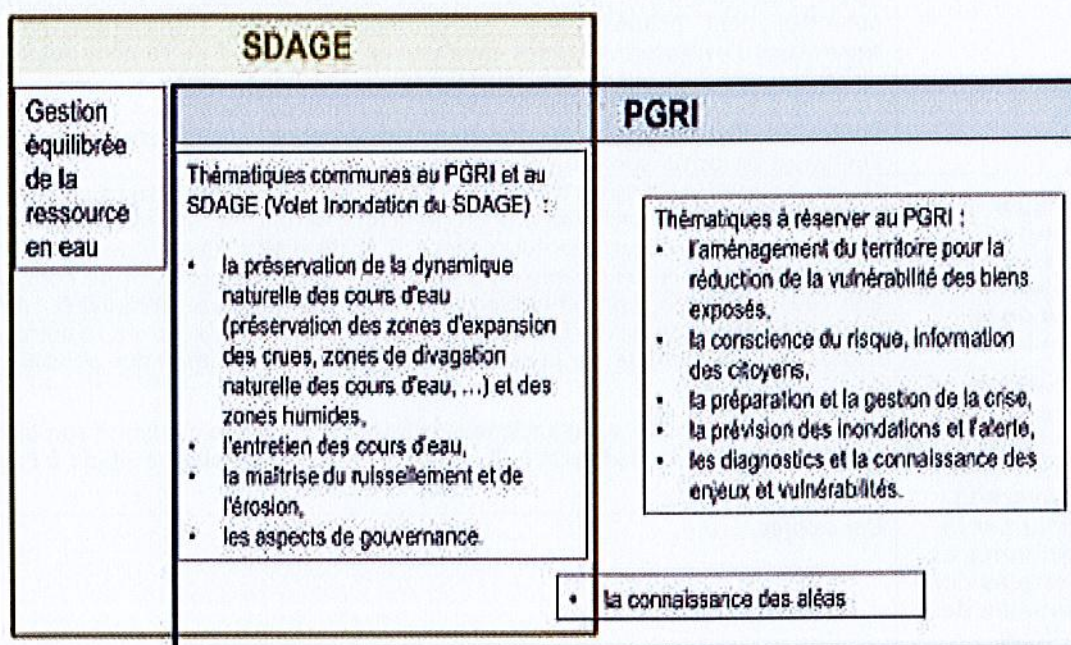 SDAGE
Gestion
équilibrée
de la
ressource
en eau
PGRI
Thématiques communes au PGRI et au
SDAGE (Volet Inondation du SDAGE) :
• la préservation de la dynamique
naturelle des cours d'eau
(préservation des zones d'expansion
des crues, zones de divagation
naturelle des cours d'eau, …) et des
zones humides,
• l'entretien des cours d'eau,
• la maîtrise du ruissellement et de
l'érosion,
• les aspects de gouvernance.
Thématiques à réserver au PGRI :
• l'aménagement du territoire pour la
réduction de la vulnérabilité des biens
exposés,
• la conscience du risque, information
des citoyens,
• la préparation et la gestion de la crise,
• la prévision des inondations et l'alerte,
• les diagnostics et la connaissance des
enjeux et vulnérabilités.
• la connaissance des aléas